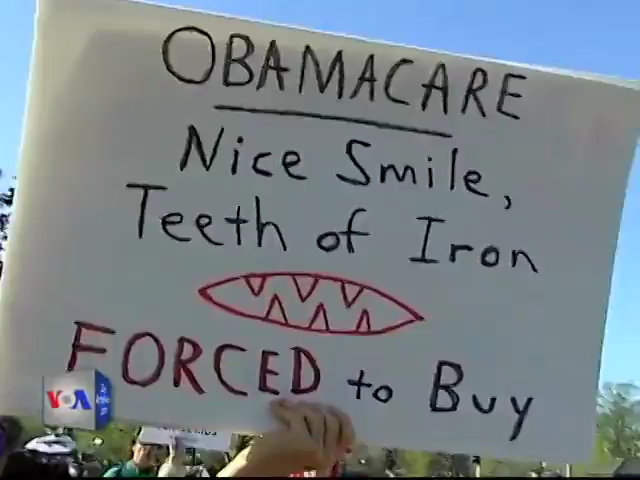 OBAMACARE
Nice Smile,
Teeth of Iron
FORCED to Buy
VOA